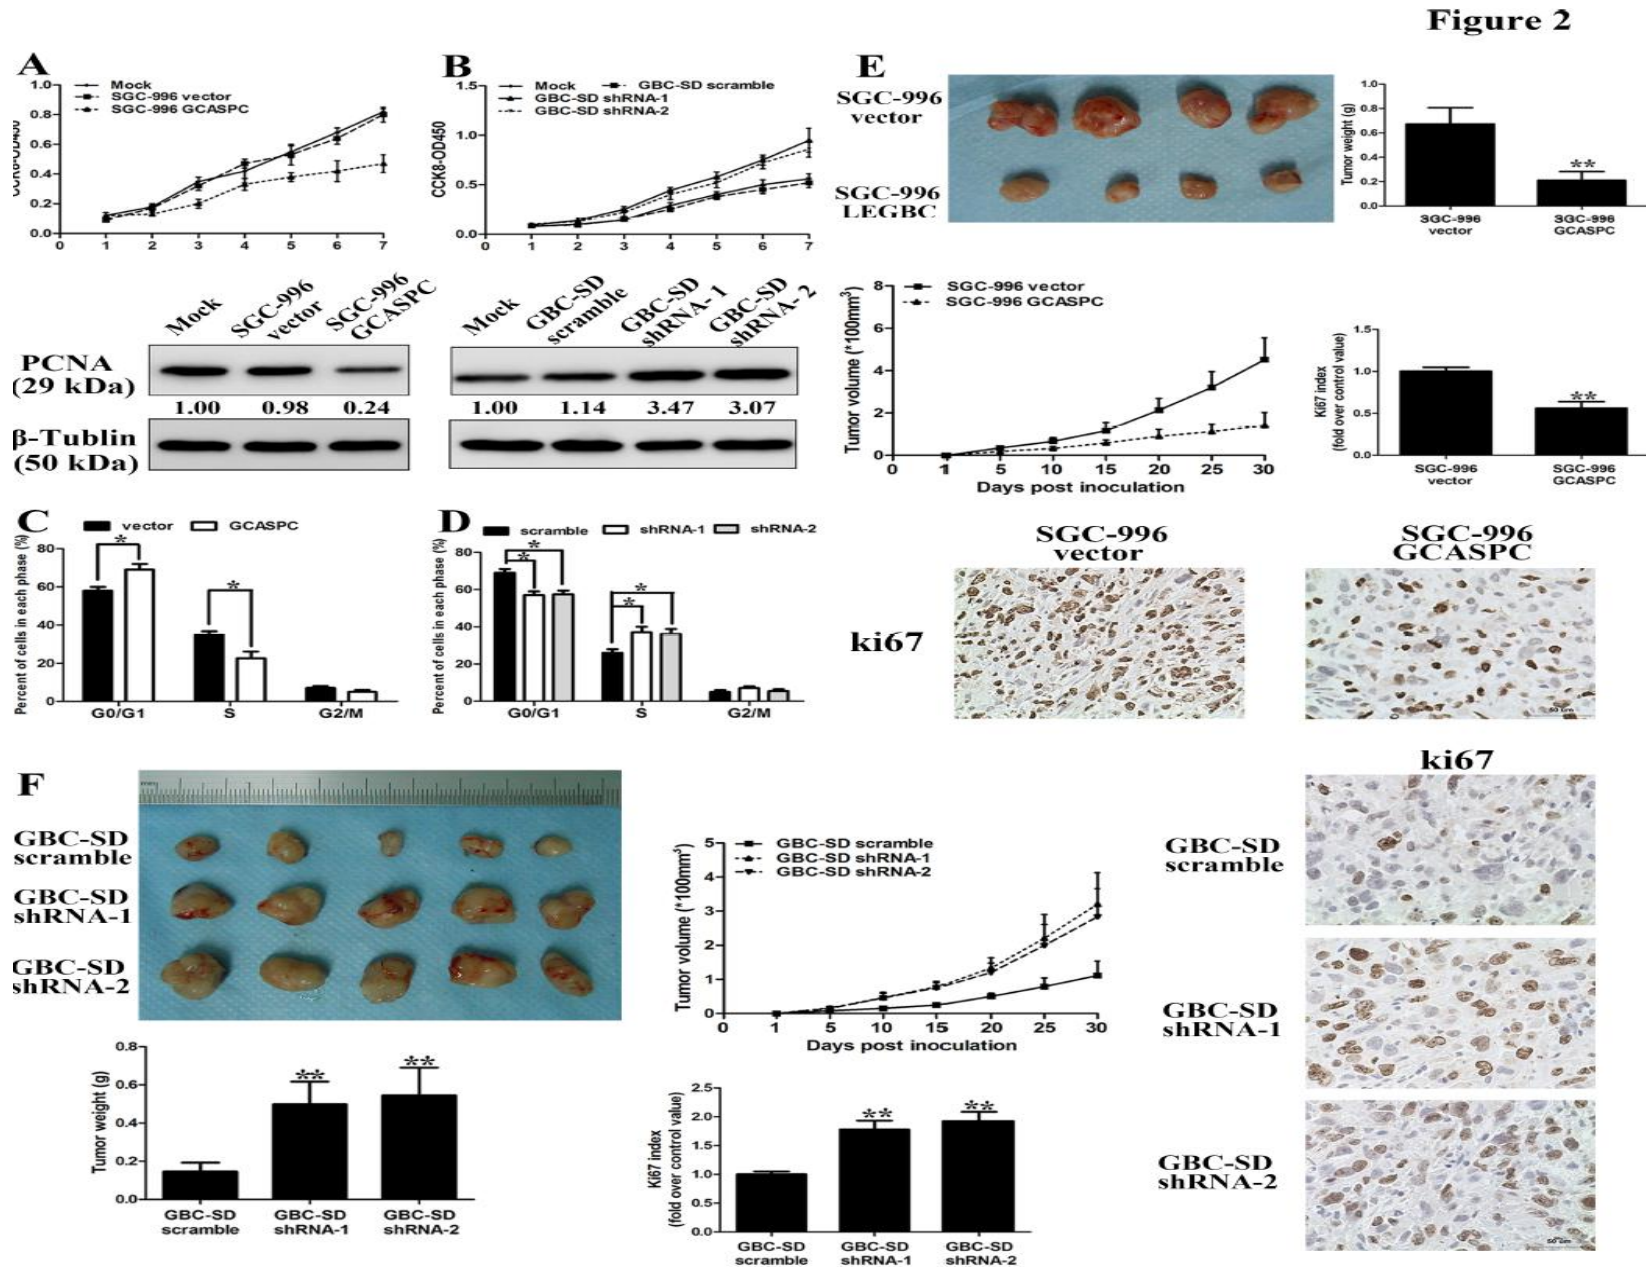 Figure 2
A
Mock
SGC-996 vector
SGC-996 GCASPC
1.0
0.8
0.6
0.4
0.2
0.0
0 1 2 3 4 5 6 7
B
Mock GBC-SD scramble
GBC-SD shRNA-1
GBC-SD shRNA-2
CCK8-OD450
1.5
1.0
0.5
0.0
0 1 2 3 4 5 6 7
Mock
SGC-996
vector
SGC-996
GCASPC
Mock
GBC-SD
scramble
GBC-SD
shRNA-1
GBC-SD
shRNA-2
PCNA
(29 kDa)
1.00 0.98 0.24
1.00 1.14 3.47 3.07
β-Tublin
(50 kDa)
C
vector GCASPC
Percent of cells in each phase (%)
80
60
40
20
0
* *
G0/G1 S G2/M
D
scramble shRNA-1 shRNA-2
Percent of cells in each phase (%)
80
60
40
20
0
* * * *
G0/G1 S G2/M
E
SGC-996
vector
SGC-996
LEGBC
Tumor weight (g)
1.0
0.8
0.6
0.4
0.2
0.0
**
SGC-996
vector
SGC-996
GCASPC
SGC-996 vector
SGC-996 GCASPC
Tumor volume (*100mm³)
8
6
4
2
0
0 1 5 10 15 20 25 30
Days post inoculation
Ki67 index
(fold over control value)
1.5
1.0
0.5
0.0
**
SGC-996
vector
SGC-996
GCASPC
SGC-996
vector
SGC-996
GCASPC
ki67
50 um
F
GBC-SD
scramble
GBC-SD
shRNA-1
GBC-SD
shRNA-2
Tumor weight (g)
0.8
0.6
0.4
0.2
0.0
** **
GBC-SD
scramble
GBC-SD
shRNA-1
GBC-SD
shRNA-2
GBC-SD scramble
GBC-SD shRNA-1
GBC-SD shRNA-2
Tumor volume (*100mm³)
5
4
3
2
1
0
0 1 5 10 15 20 25 30
Days post inoculation
Ki67 index
(fold over control value)
2.5
2.0
1.5
1.0
0.5
0.0
** **
GBC-SD
scramble
GBC-SD
shRNA-1
GBC-SD
shRNA-2
ki67
GBC-SD
scramble
GBC-SD
shRNA-1
GBC-SD
shRNA-2
50 um